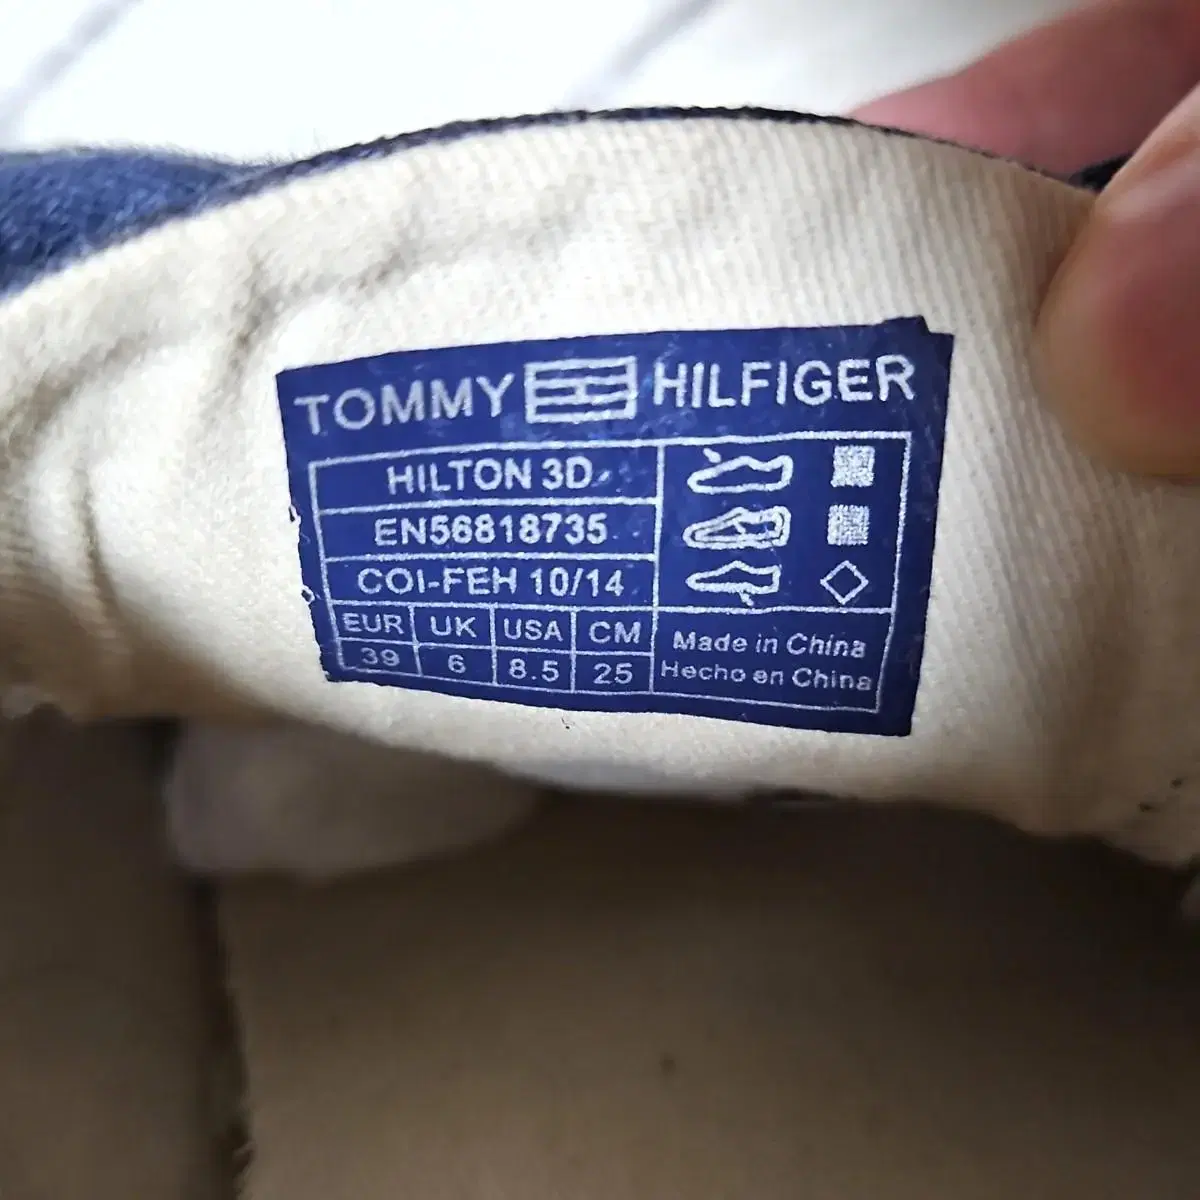 TOMMY HILFIGER
HILTON 3D
EN56818735
COI-FEH 10/14
EUR UK USA CM
39 6 8.5 25
Made in China
Hecho en China